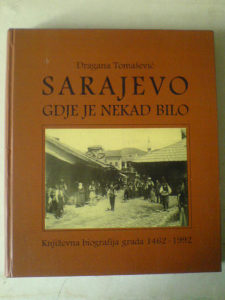 Dragana Tomašević
SARAJEVO
GDJE JE NEKAD BILO
Književna biografija grada 1462-1992